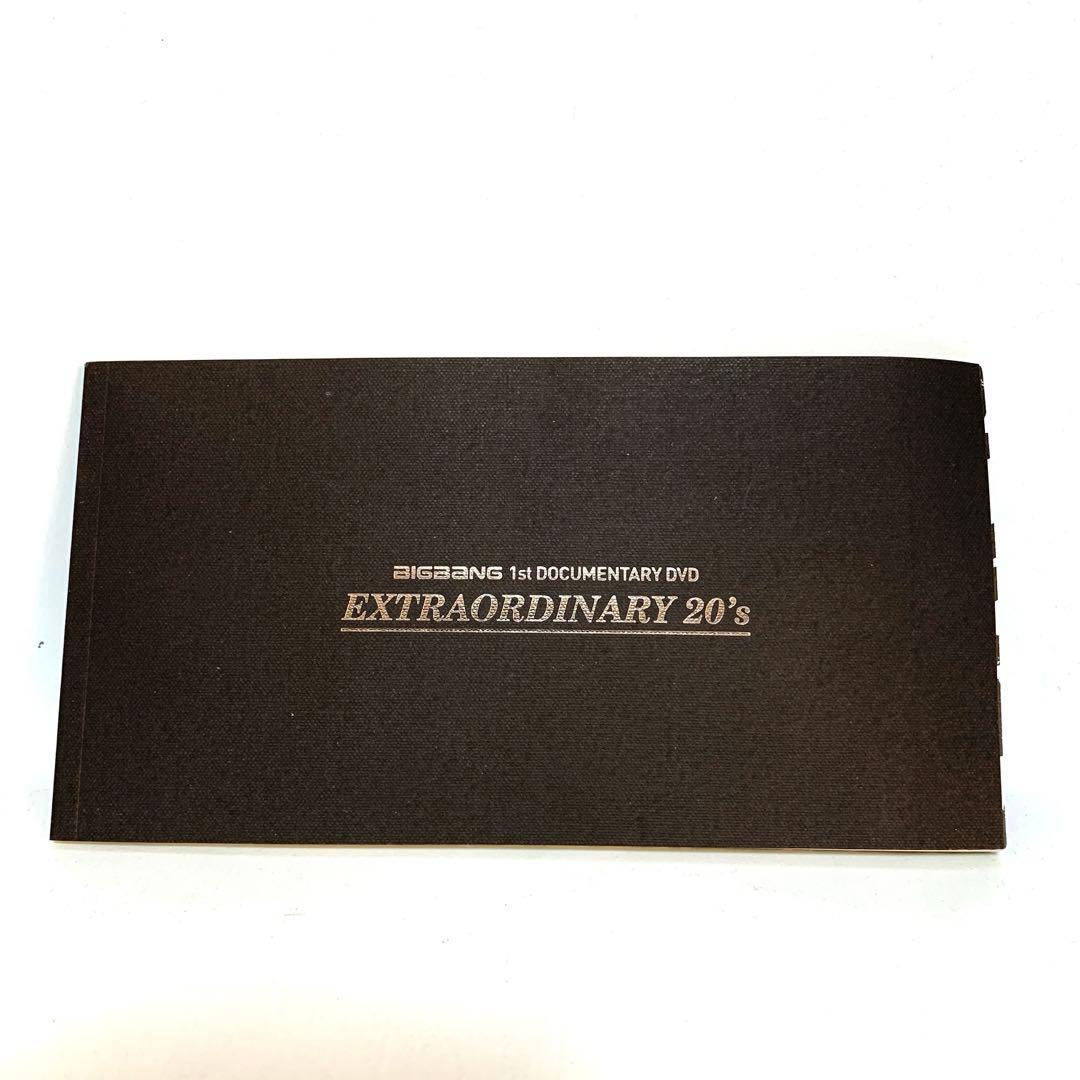 BIGBANG 1st DOCUMENTARY DVD
EXTRAORDINARY 20's